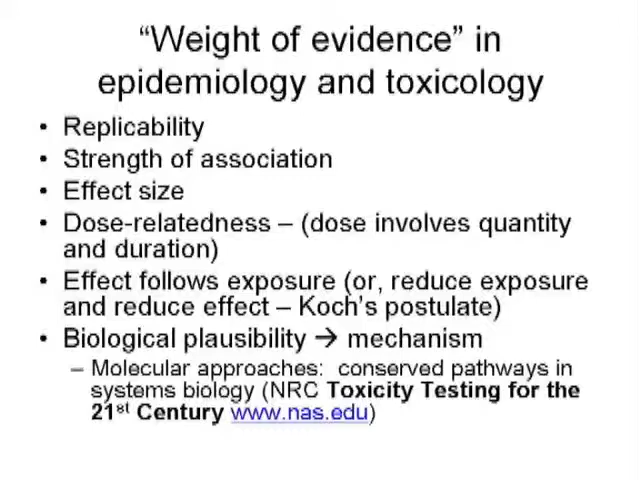 “Weight of evidence” in
epidemiology and toxicology
• Replicability
• Strength of association
• Effect size
• Dose-relatedness – (dose involves quantity
and duration)
• Effect follows exposure (or, reduce exposure
and reduce effect – Koch’s postulate)
• Biological plausibility → mechanism
– Molecular approaches: conserved pathways in
systems biology (NRC Toxicity Testing for the
21st Century www.nas.edu)